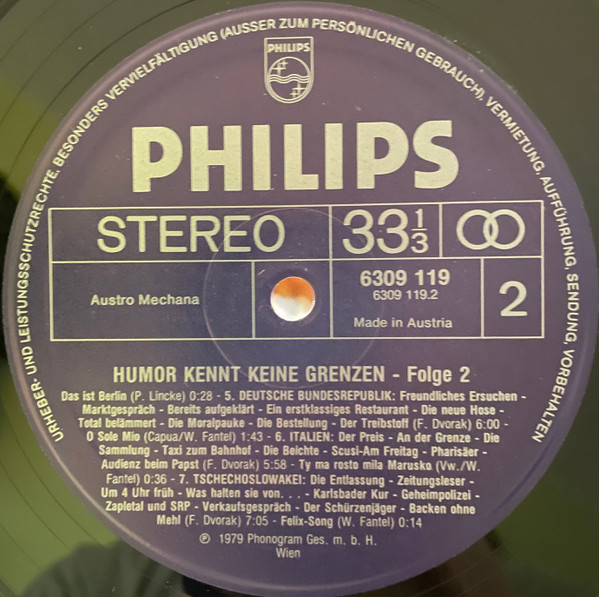 URHEBER- UND LEISTUNGSSCHUTZRECHTE, BESONDERS VERVIELFÄLTIGUNG (AUSSER ZUM PERSÖNLICHEN GEBRAUCH), VERMIETUNG, AUFFÜHRUNG, SENDUNG, VORBEHALTEN
PHILIPS
PHILIPS
STEREO
33 1/3
Austro Mechana
6309 119
6309 119.2
Made in Austria
2
HUMOR KENNT KEINE GRENZEN - Folge 2
Das ist Berlin (P. Lincke) 0:28 - 5. DEUTSCHE BUNDESREPUBLIK: Freundliches Ersuchen -
Marktgespräch - Bereits aufgeklärt - Ein erstklassiges Restaurant - Die neue Hose -
Total belämmert - Die Moralpauke - Die Bestellung - Der Treibstoff (F. Dvorak) 6:00 -
O Sole Mio (Capua/W. Fantel) 1:43 - 6. ITALIEN: Der Preis - An der Grenze - Die
Sammlung - Taxi zum Bahnhof - Die Beichte - Scusi-Am Freitag - Pharisäer -
Audienz beim Papst (F. Dvorak) 5:58 - Ty ma rosto mila Marusko (Vw./W.
Fantel) 0:36 - 7. TSCHECHOSLOWAKEI: Die Entlassung - Zeitungsleser -
Um 4 Uhr früh - Was halten sie von. . . - Karlsbader Kur - Geheimpolizei -
Zapletal und SRP - Verkaufsgespräch - Der Schürzenjäger - Backen ohne
Mehl (F. Dvorak) 7:05 - Felix-Song (W. Fantel) 0:14
℗ 1979 Phonogram Ges. m. b. H.
Wien